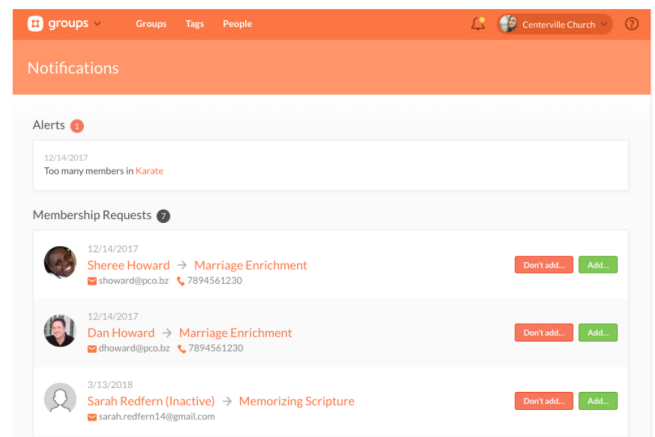 groups
Groups Tags People
Centerville Church
Notifications
Alerts 1
12/14/2017
Too many members in Karate
Membership Requests 7
12/14/2017
Sheree Howard → Marriage Enrichment
Don't add... Add...
showard@pco.bz 7894561230
12/14/2017
Dan Howard → Marriage Enrichment
Don't add... Add...
dhoward@pco.bz 7894561230
3/13/2018
Sarah Redfern (Inactive) → Memorizing Scripture
Don't add... Add...
sarah.redfern14@gmail.com